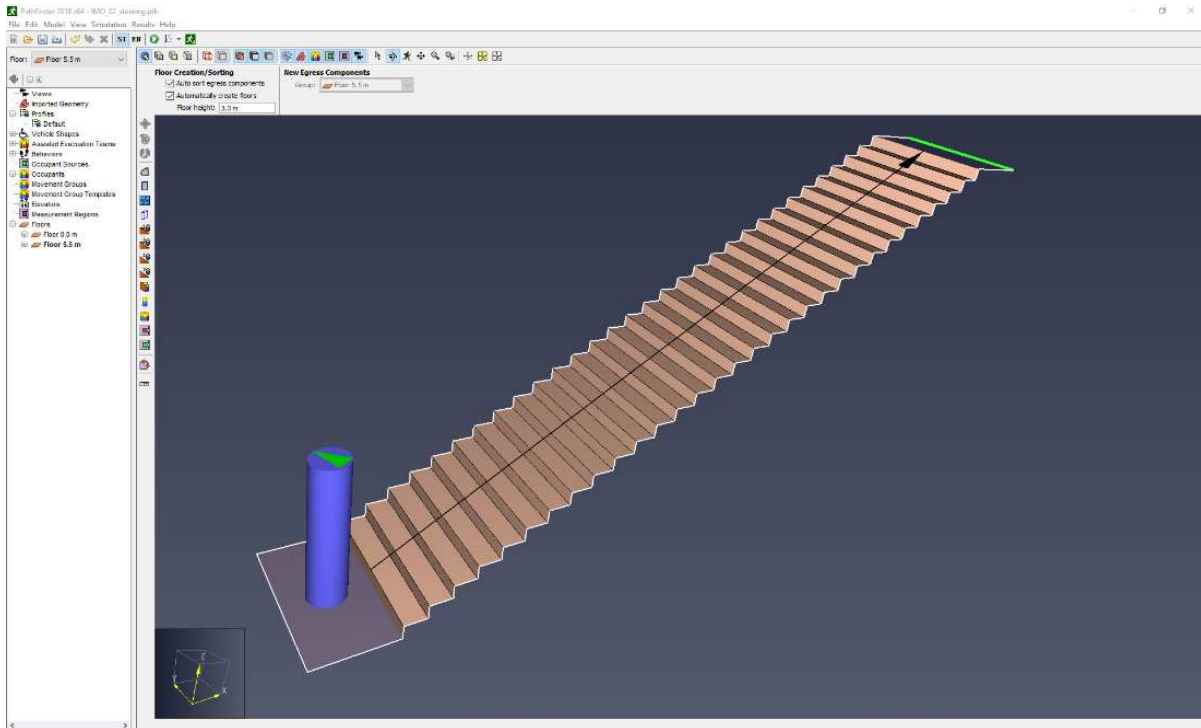 PathFinder 2018 x64 - IMO_02_steering.pth
File Edit Model View Simulation Results Help
Floor: Floor 5.5 m
Floor Creation/Sorting
Auto sort egress components
Automatically create floors
Floor height: 3.0 m
New Egress Components
Group: Floor 5.5 m
Views
Imported Geometry
Profiles
Default
Vehicle Shapes
Assisted Evacuation Teams
Behaviors
Occupant Sources
Occupants
Movement Groups
Movement Group Templates
Elevators
Measurement Regions
Floors
Floor 0.0 m
Floor 5.5 m
Z
Y
X